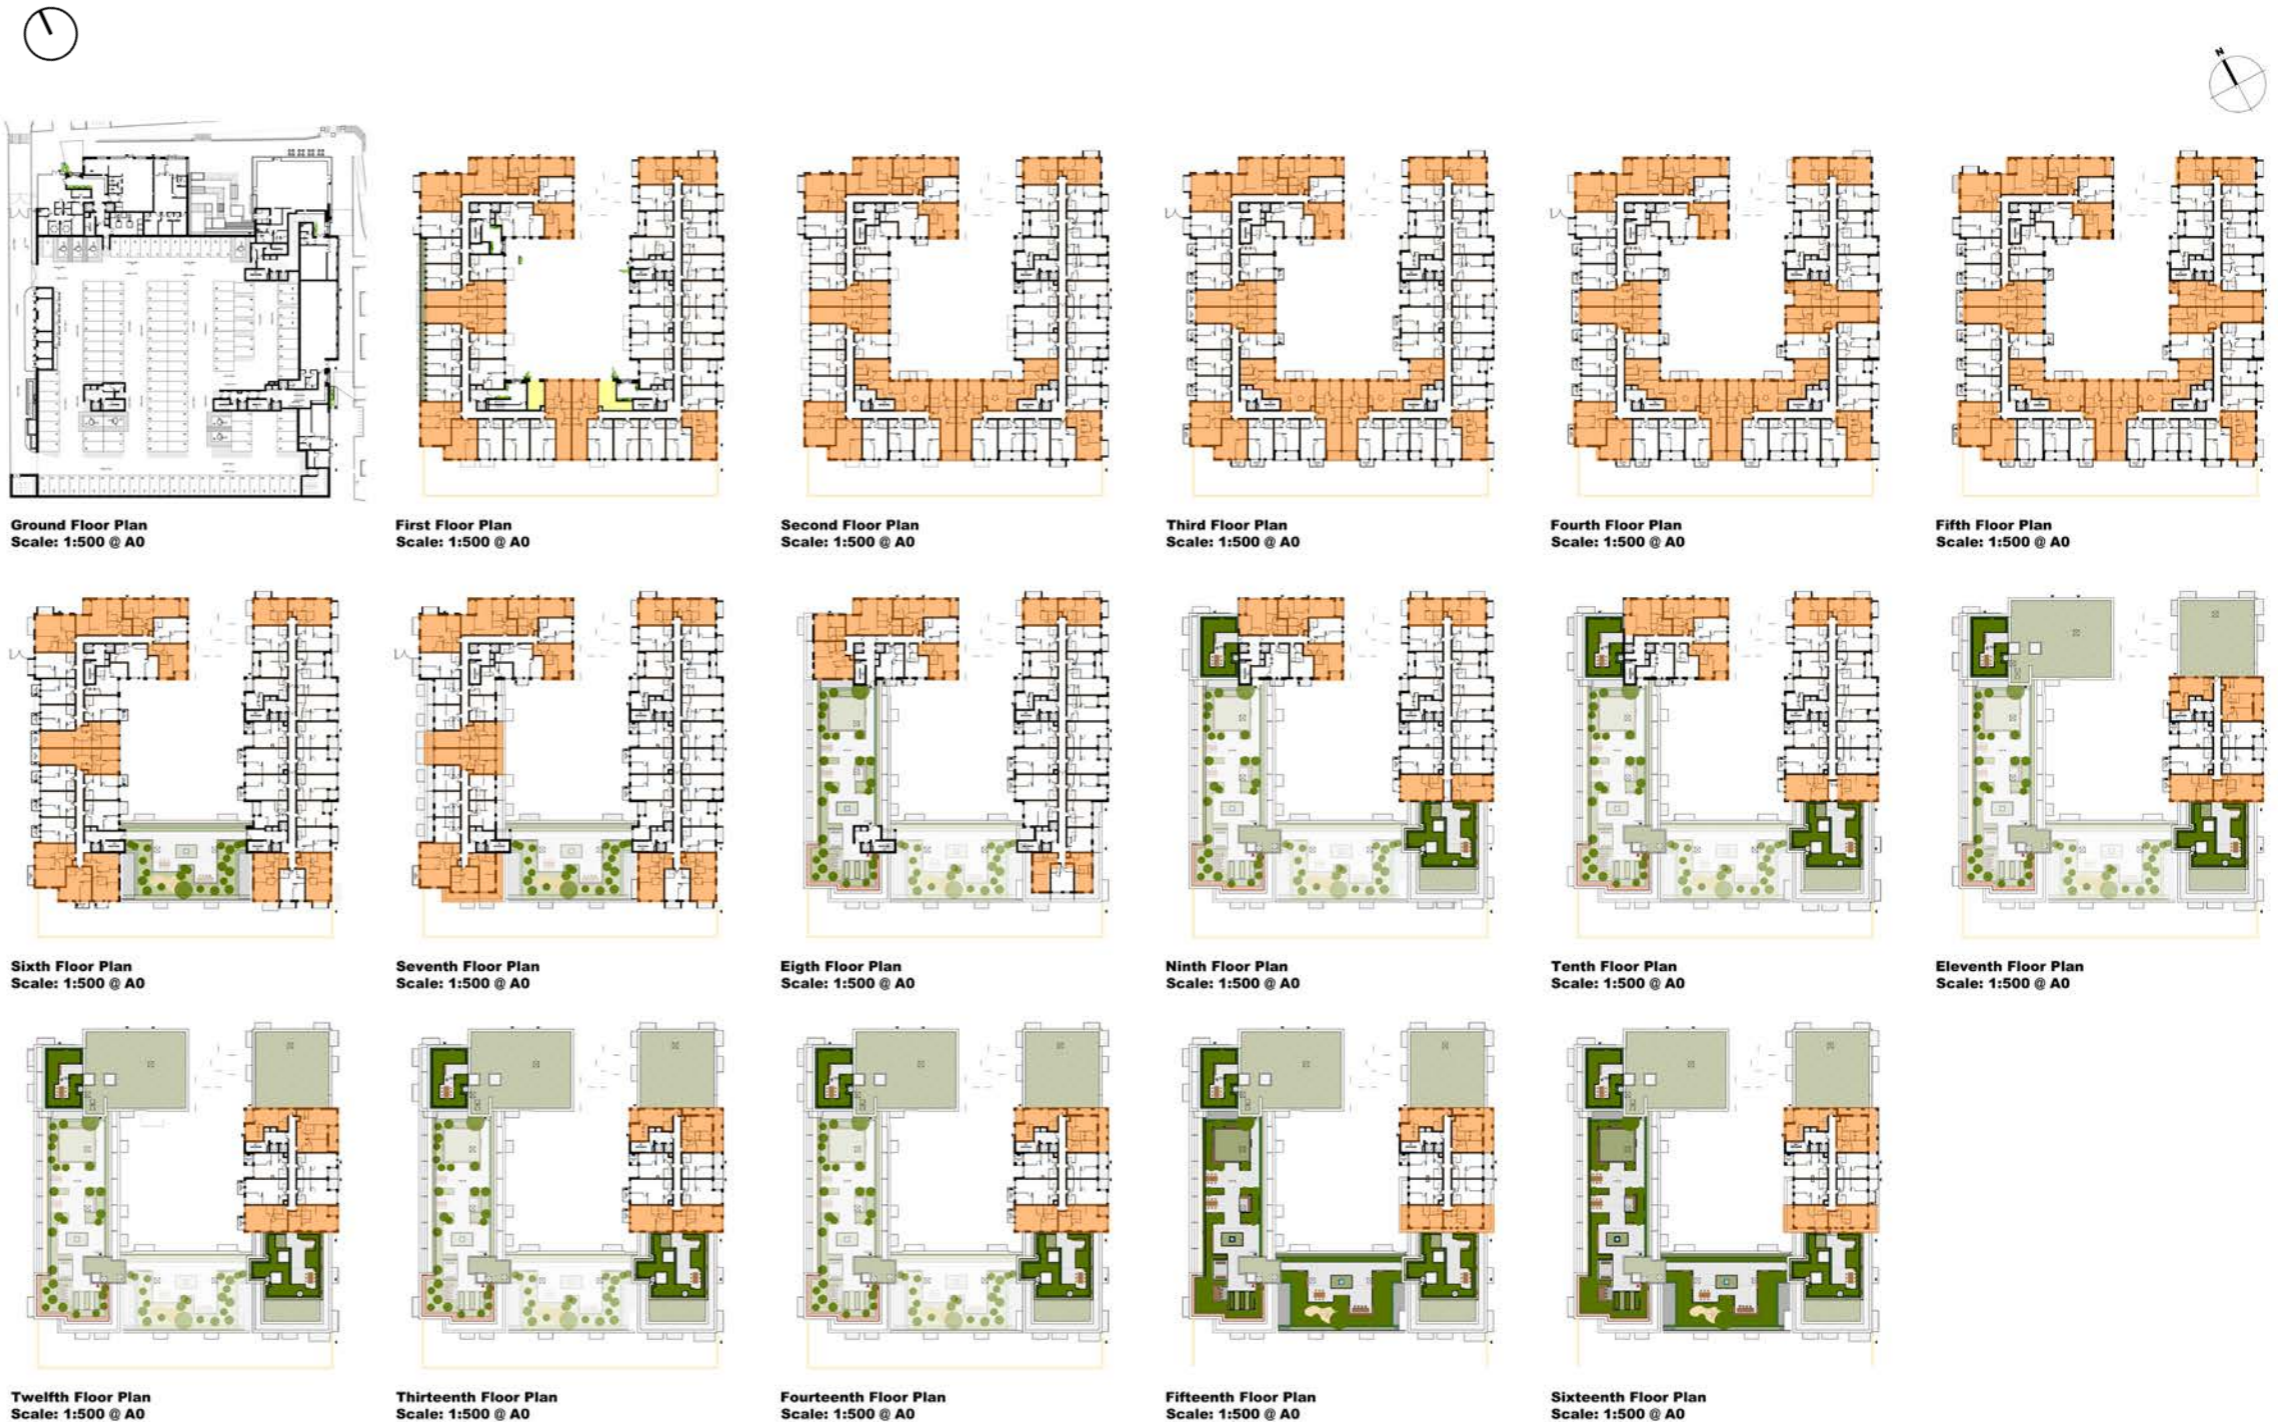 N
Ground Floor Plan
Scale: 1:500 @ A0
First Floor Plan
Scale: 1:500 @ A0
Second Floor Plan
Scale: 1:500 @ A0
Third Floor Plan
Scale: 1:500 @ A0
Fourth Floor Plan
Scale: 1:500 @ A0
Fifth Floor Plan
Scale: 1:500 @ A0
Sixth Floor Plan
Scale: 1:500 @ A0
Seventh Floor Plan
Scale: 1:500 @ A0
Eigth Floor Plan
Scale: 1:500 @ A0
Ninth Floor Plan
Scale: 1:500 @ A0
Tenth Floor Plan
Scale: 1:500 @ A0
Eleventh Floor Plan
Scale: 1:500 @ A0
Twelfth Floor Plan
Scale: 1:500 @ A0
Thirteenth Floor Plan
Scale: 1:500 @ A0
Fourteenth Floor Plan
Scale: 1:500 @ A0
Fifteenth Floor Plan
Scale: 1:500 @ A0
Sixteenth Floor Plan
Scale: 1:500 @ A0